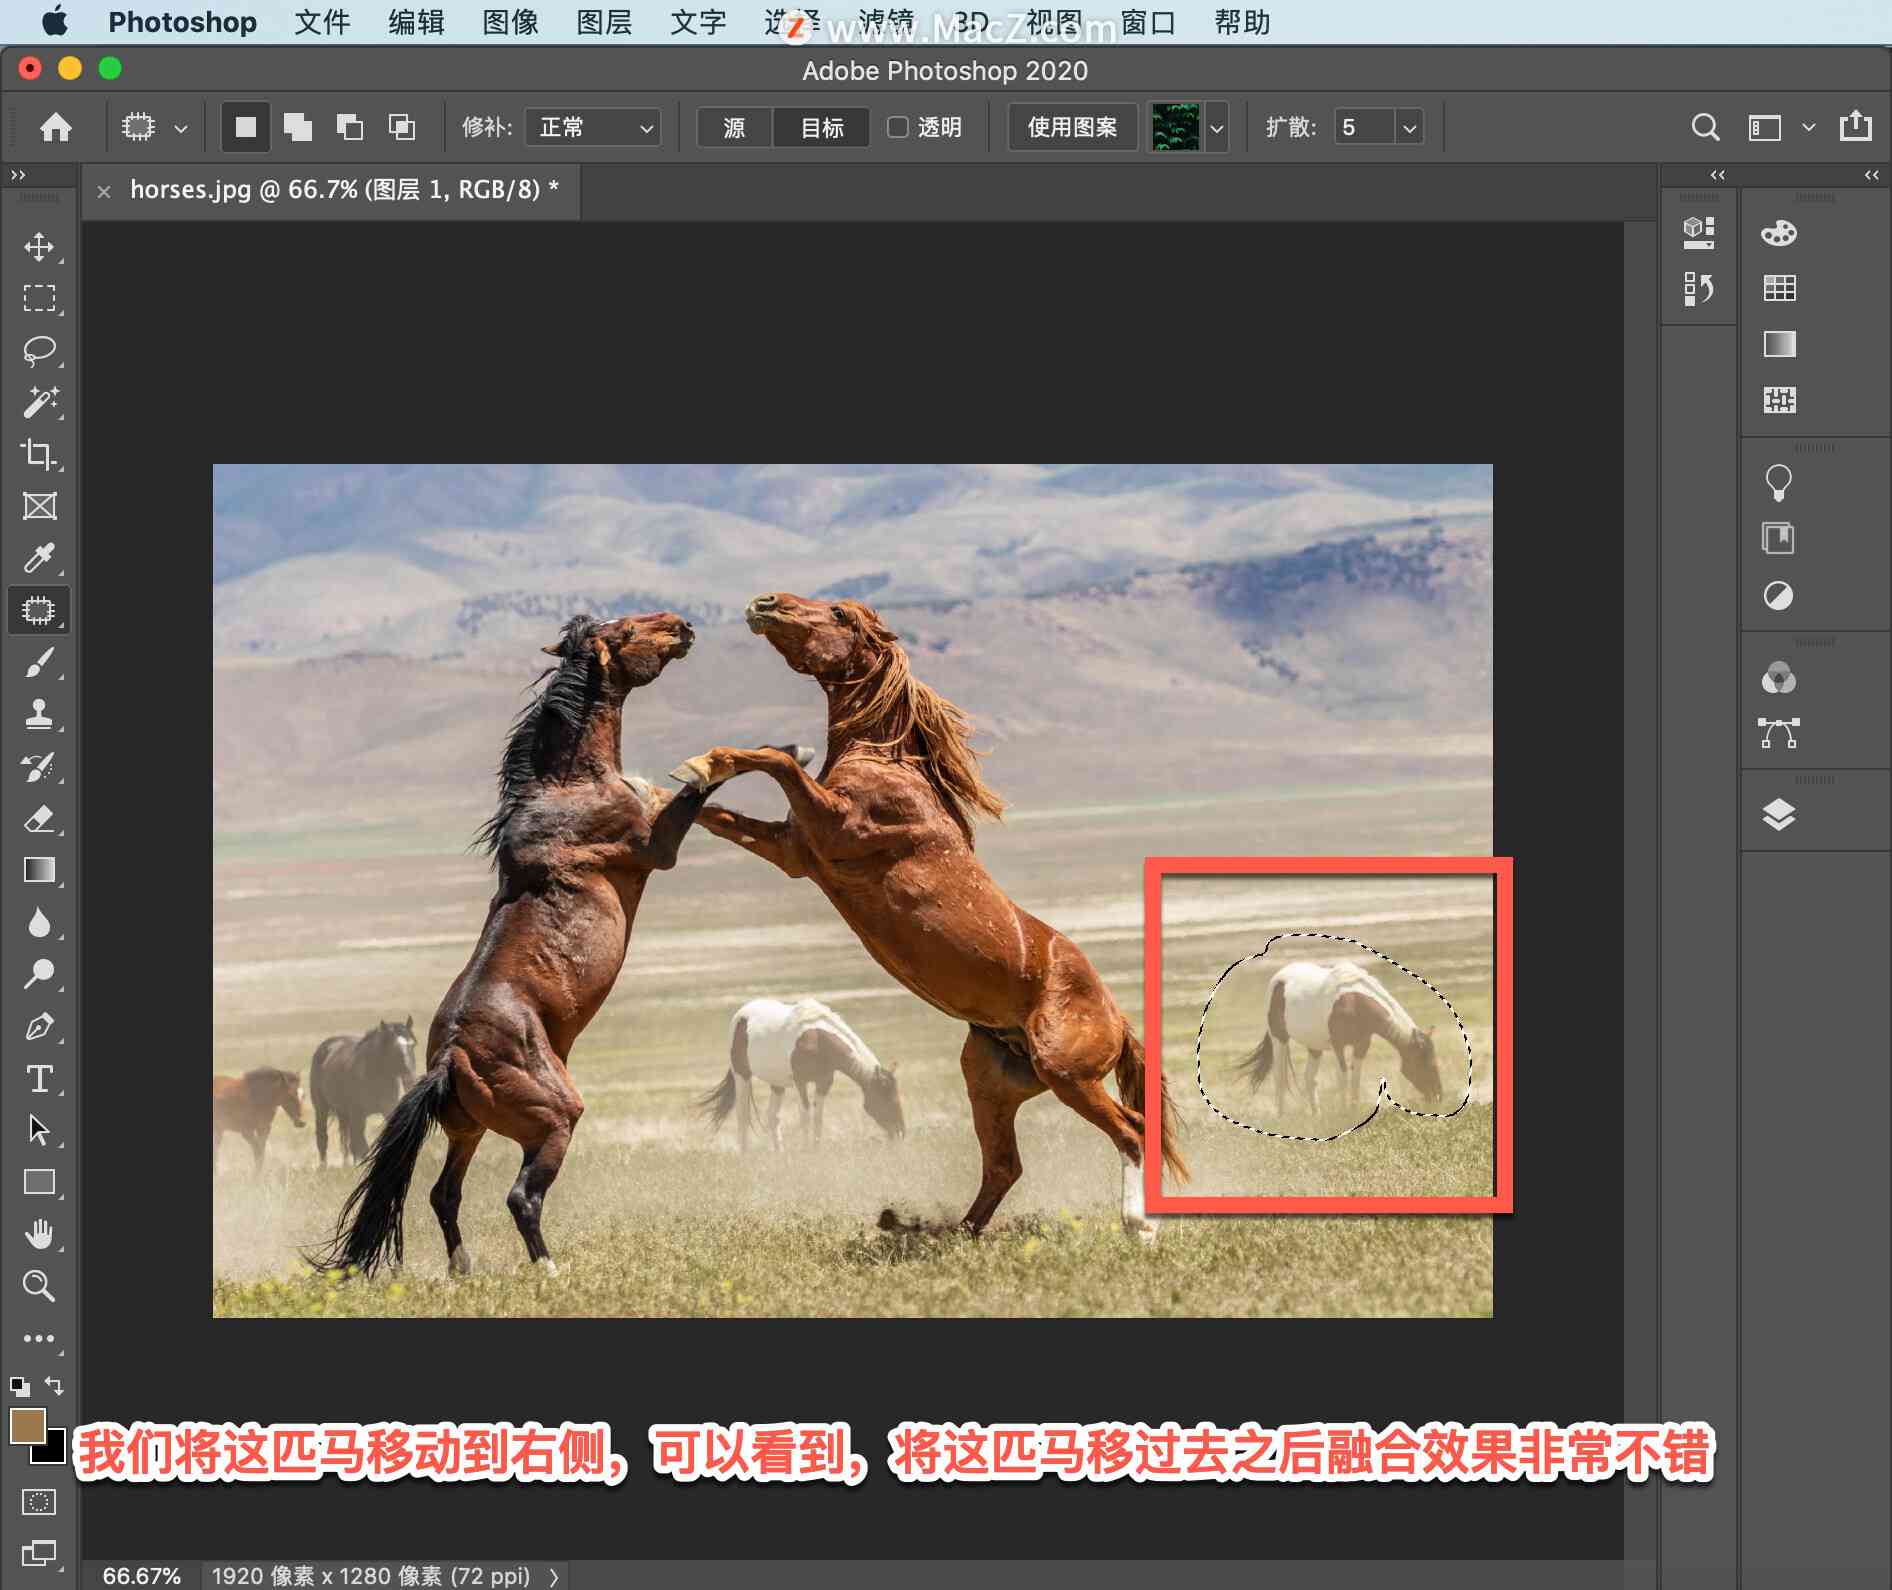 Photoshop 文件 编辑 图像 图层 文字 选择 滤镜 3D 视图 窗口 帮助
www.MacZ.com
Adobe Photoshop 2020
修补: 正常 源 目标 透明 使用图案 扩散: 5
horses.jpg @ 66.7% (图层 1, RGB/8) *
我们将这匹马移动到右侧，可以看到，将这匹马移过去之后融合效果非常不错
66.67% 1920 像素 x 1280 像素 (72 ppi)